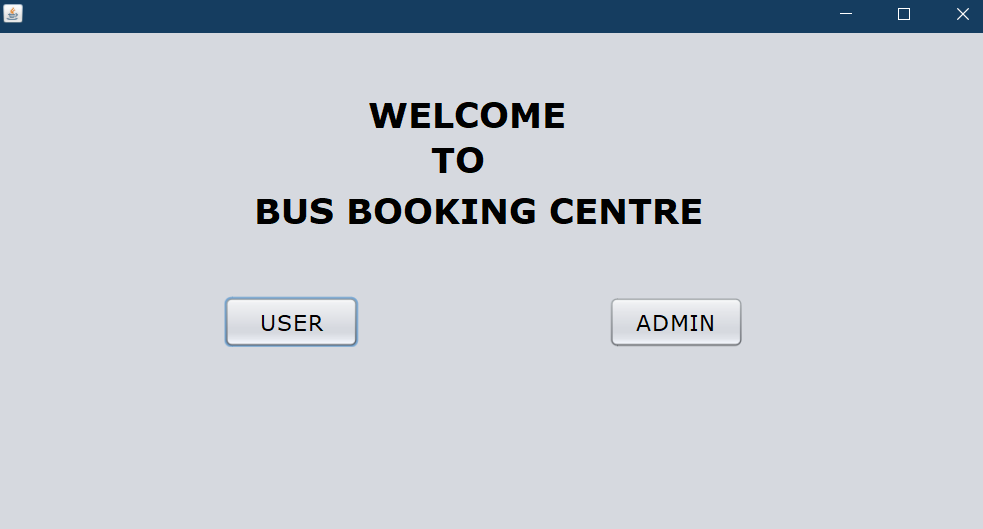 WELCOME
TO
BUS BOOKING CENTRE
USER
ADMIN